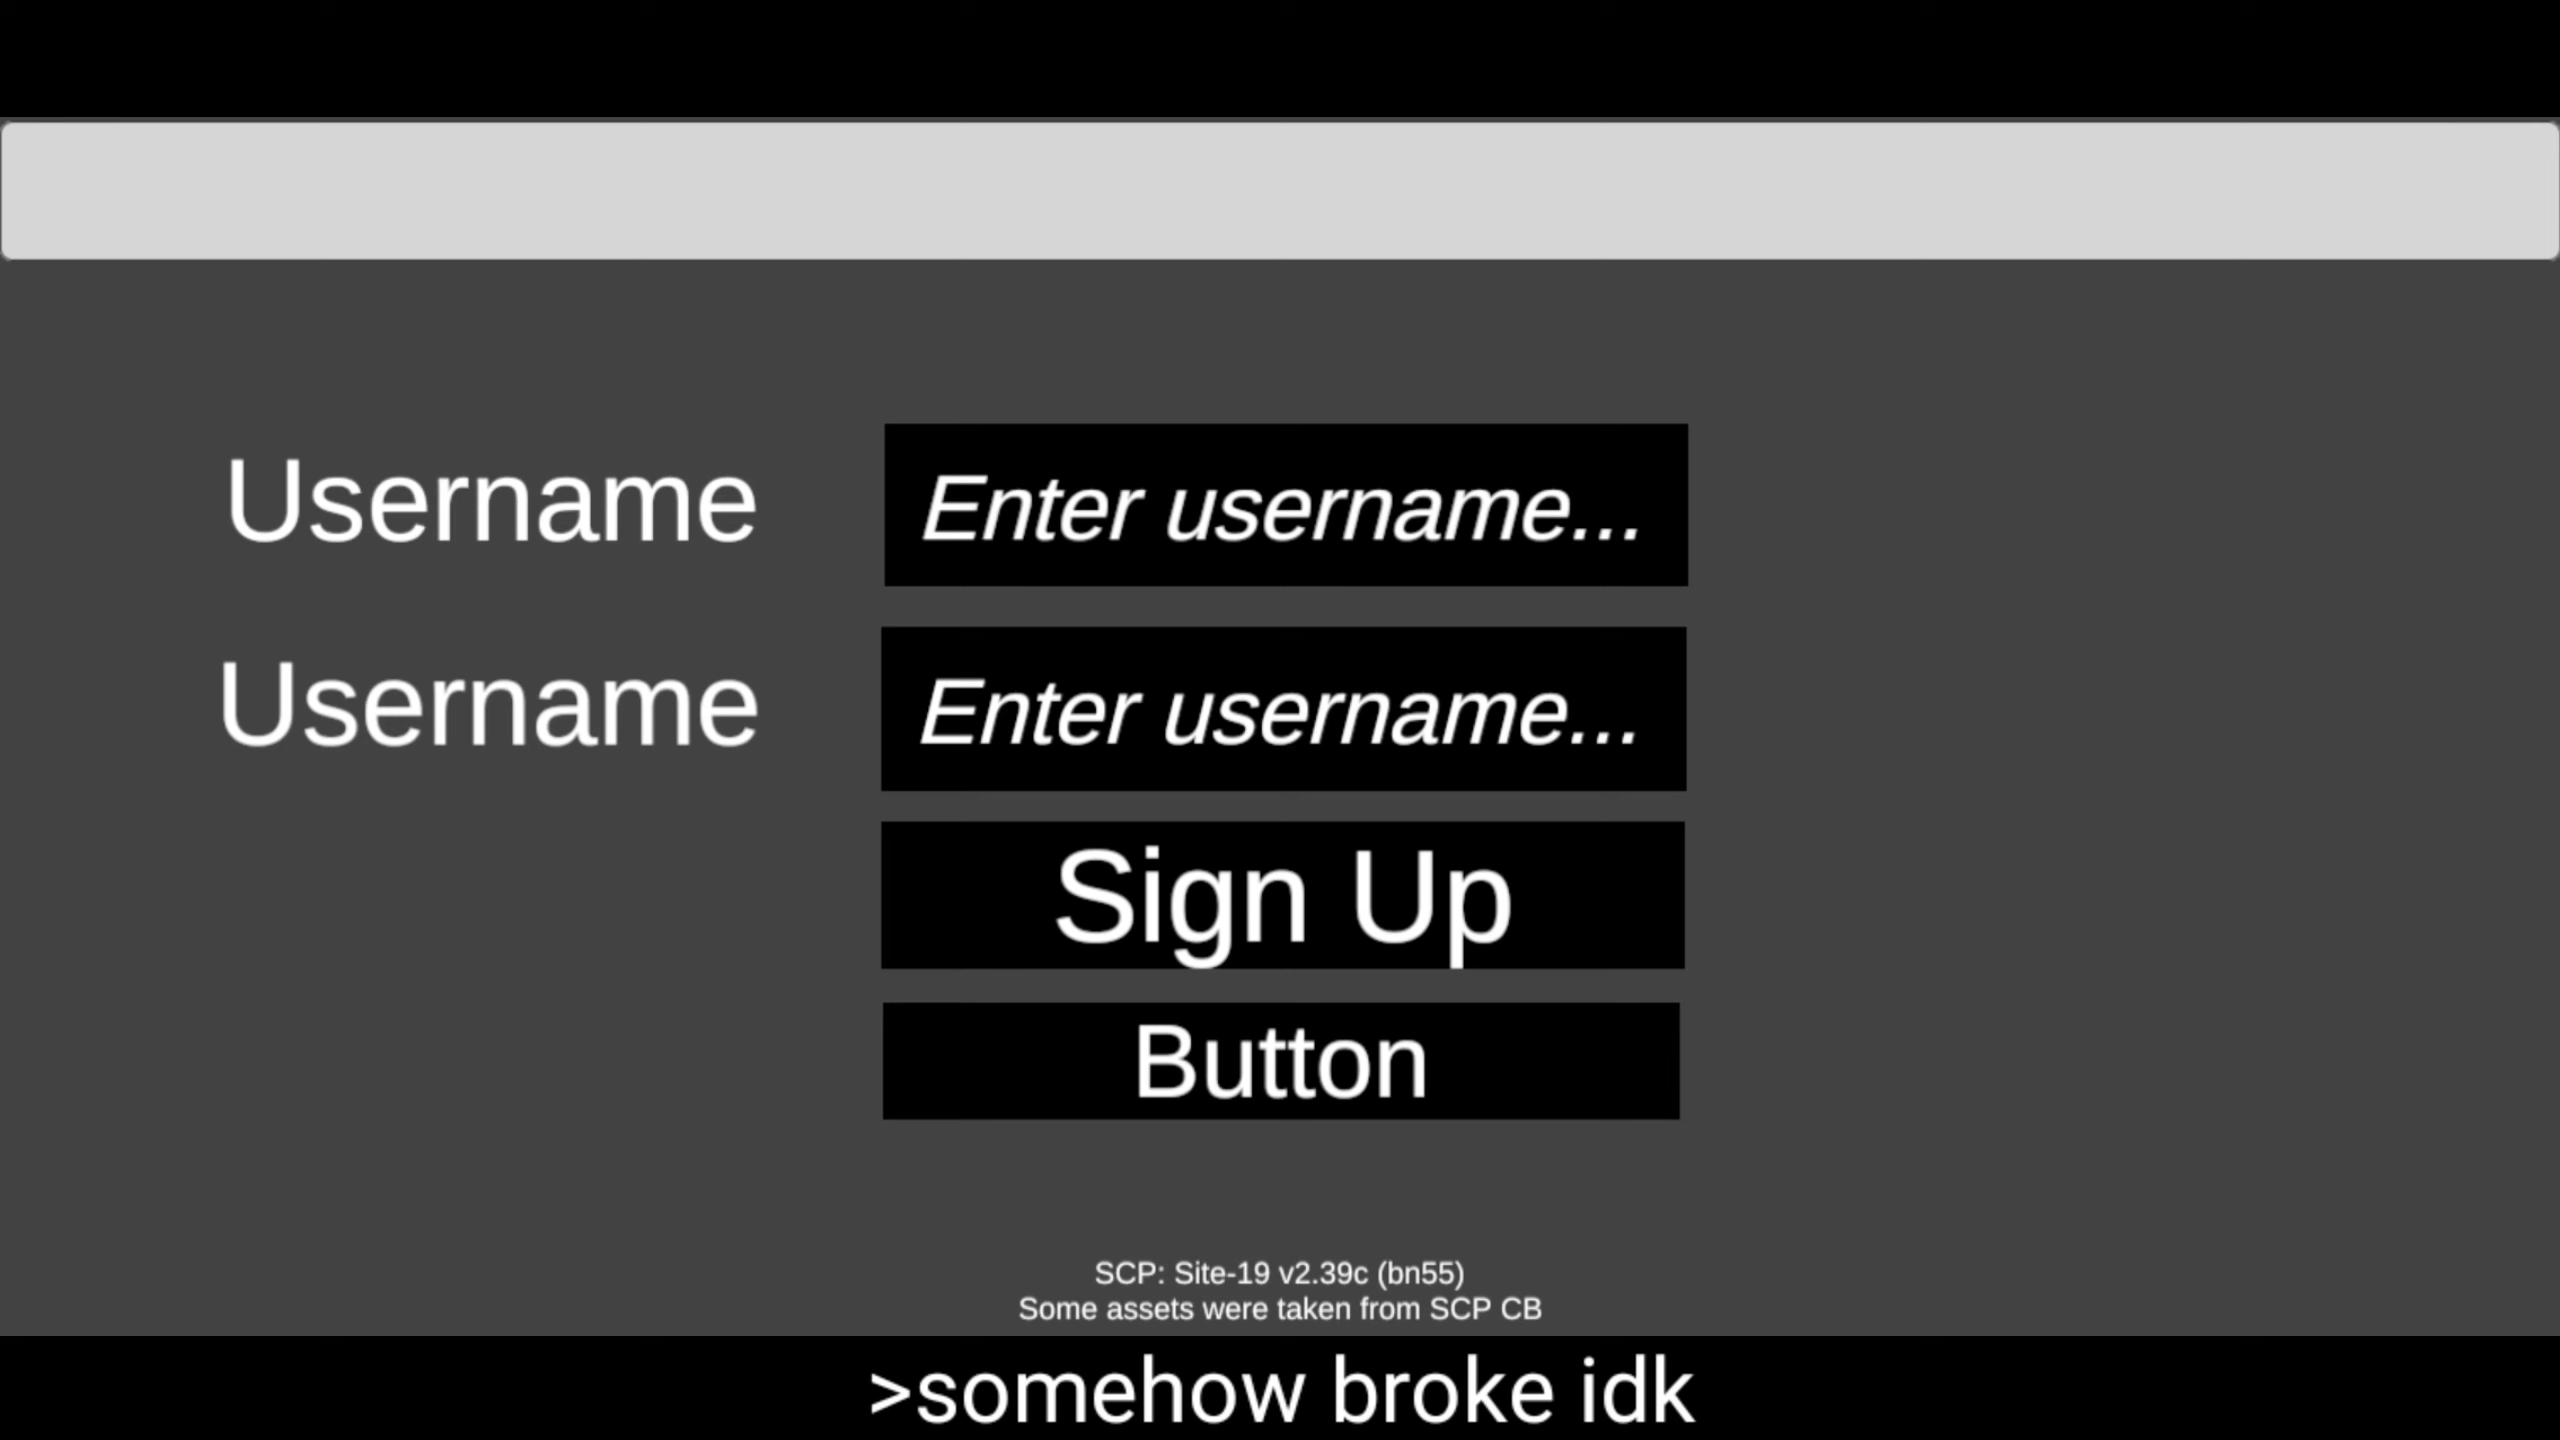 Username
Enter username...
Username
Enter username...
Sign Up
Button
SCP: Site-19 v2.39c (bn55)
Some assets were taken from SCP CB
>somehow broke idk